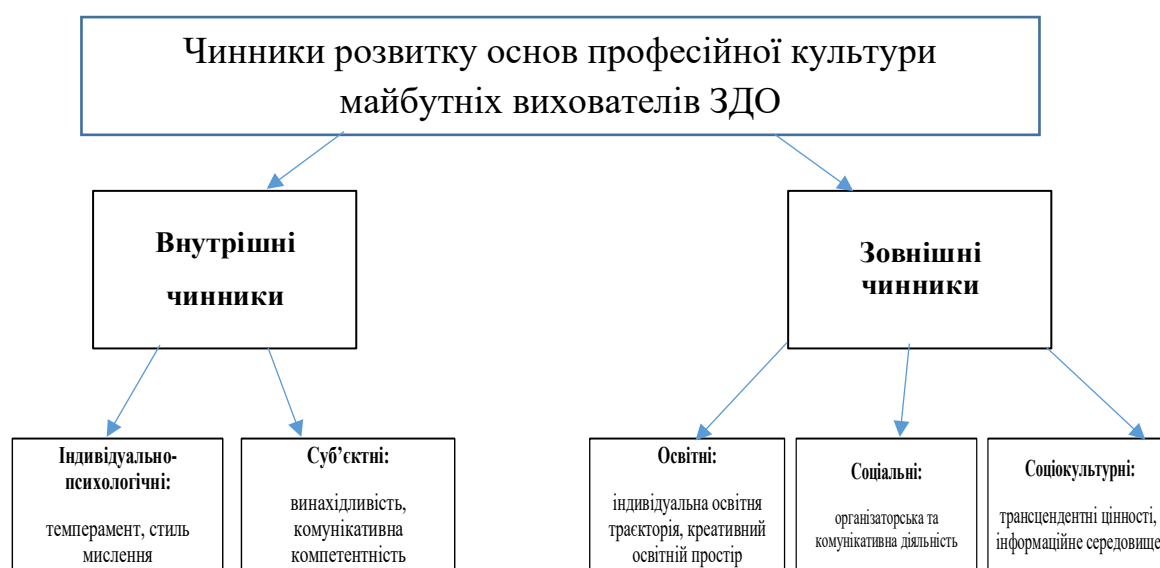 Чинники розвитку основ професійної культури
майбутніх вихователів ЗДО
Внутрішні
чинники
Зовнішні
чинники
Індивідуально-
психологічні:
темперамент, стиль
мислення
Суб’єктні:
винахідливість,
комунікативна
компетентність
Освітні:
індивідуальна освітня
траєкторія, креативний
освітній простір
Соціальні:
організаторська та
комунікативна діяльність
Соціокультурні:
трансцендентні цінності,
інформаційне середовище